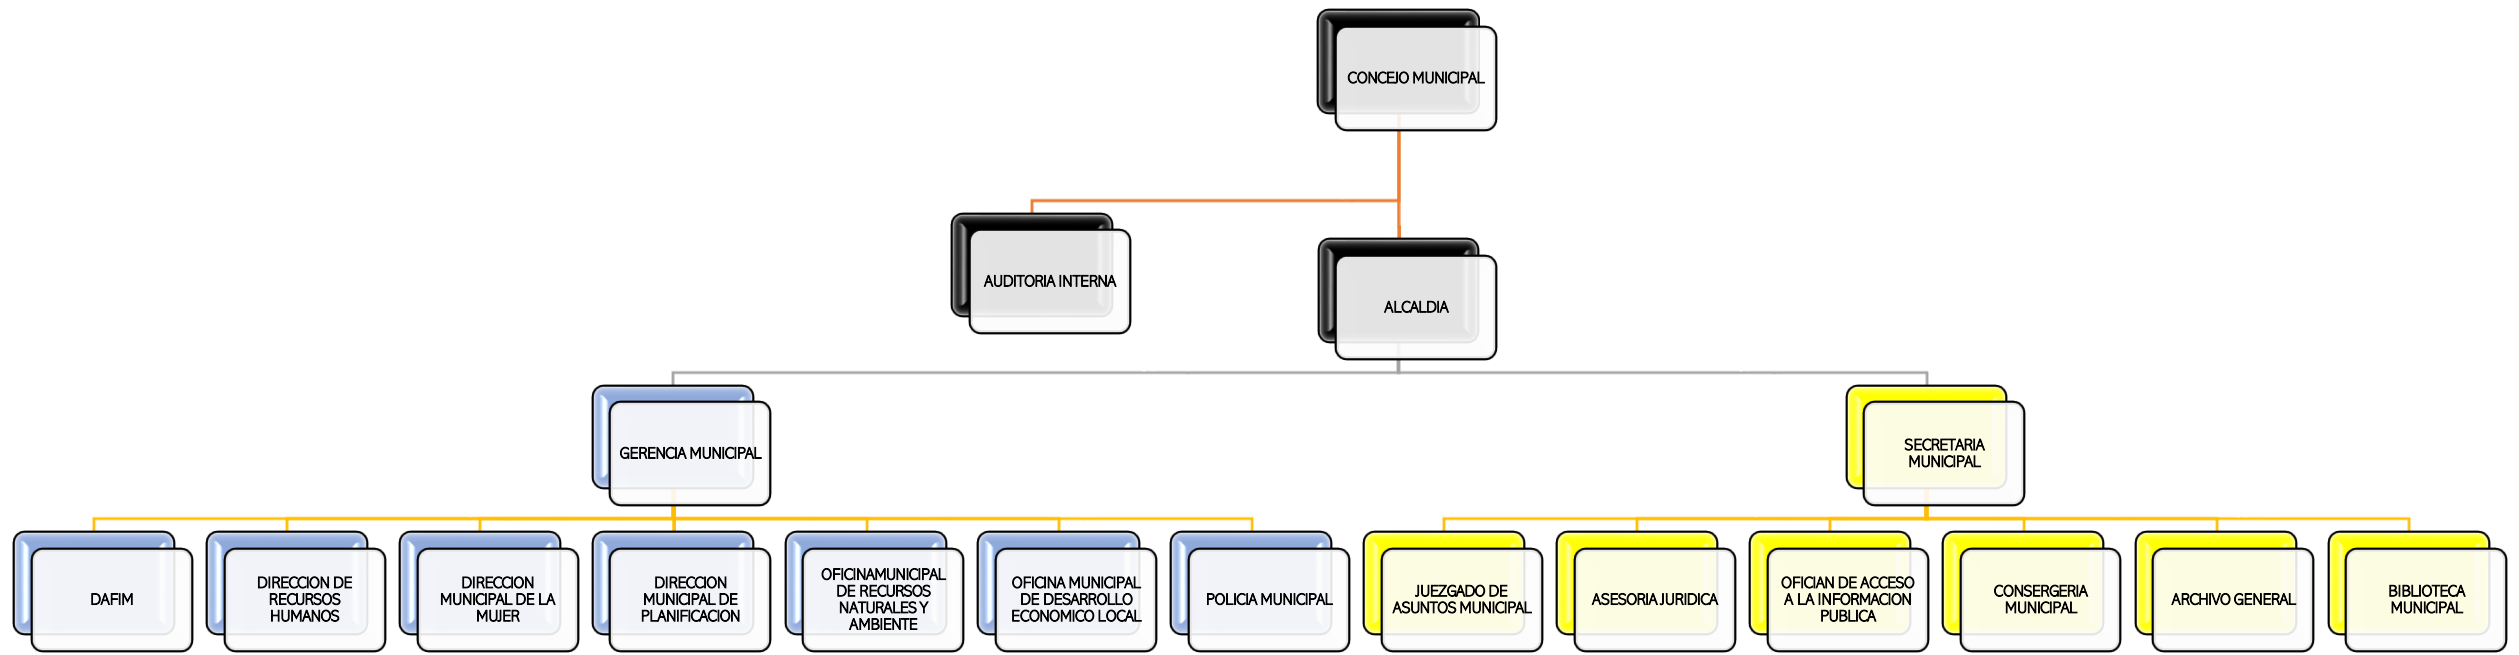 CONCEJO MUNICIPAL
AUDITORIA INTERNA
ALCALDIA
GERENCIA MUNICIPAL
SECRETARIA
MUNICIPAL
DAFIM
DIRECCION DE
RECURSOS
HUMANOS
DIRECCION
MUNICIPAL DE LA
MUJER
DIRECCION
MUNICIPAL DE
PLANIFICACION
OFICINAMUNICIPAL
DE RECURSOS
NATURALES Y
AMBIENTE
OFICINA MUNICIPAL
DE DESARROLLO
ECONOMICO LOCAL
POLICIA MUNICIPAL
JUEZGADO DE
ASUNTOS MUNICIPAL
ASESORIA JURIDICA
OFICIAN DE ACCESO
A LA INFORMACION
PUBLICA
CONSERGERIA
MUNICIPAL
ARCHIVO GENERAL
BIBLIOTECA
MUNICIPAL